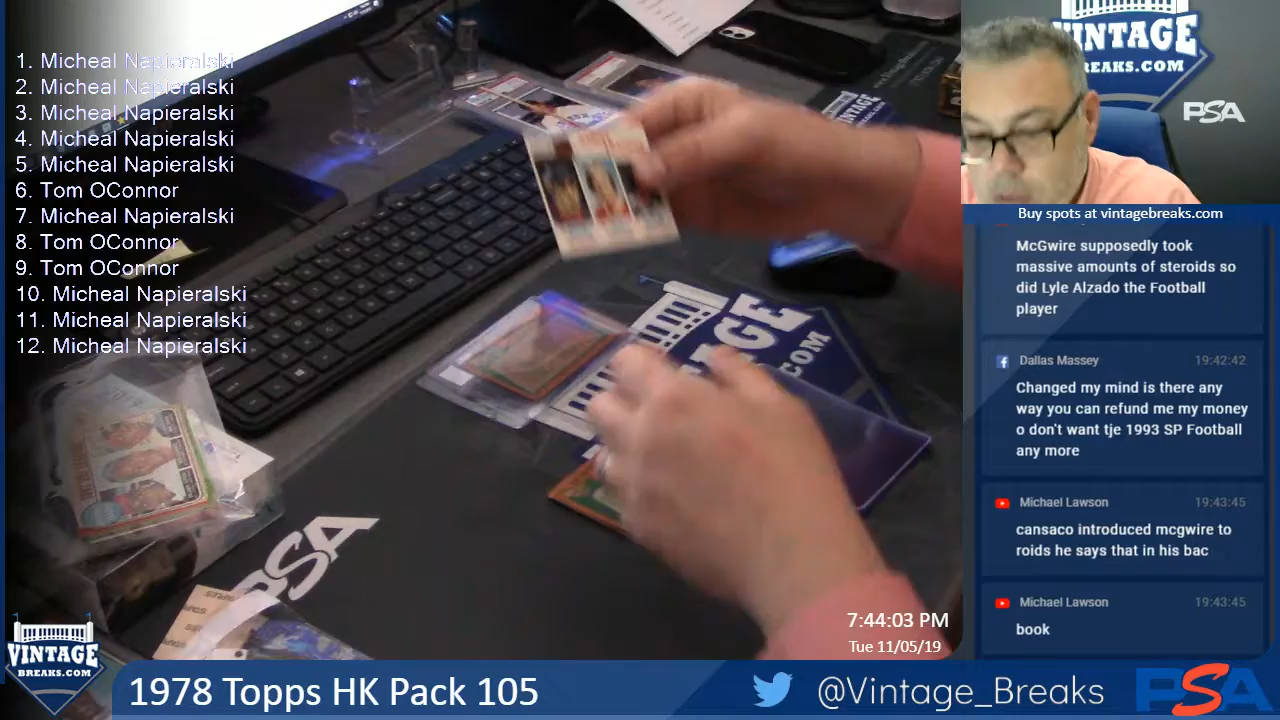 1. Micheal Napieralski
2. Micheal Napieralski
3. Micheal Napieralski
4. Micheal Napieralski
5. Micheal Napieralski
6. Tom OConnor
7. Micheal Napieralski
8. Tom OConnor
9. Tom OConnor
10. Micheal Napieralski
11. Micheal Napieralski
12. Micheal Napieralski
VINTAGE
REAKS.COM
PSA
Buy spots at vintagebreaks.com
McGwire supposedly took
massive amounts of steroids so
did Lyle Alzado the Football
player
Dallas Massey 19:42:42
Changed my mind is there any
way you can refund me my money
o don't want tje 1993 SP Football
any more
Michael Lawson 19:43:45
cansaco introduced mcgwire to
roids he says that in his bac
Michael Lawson 19:43:45
book
PSA
7:44:03 PM
Tue 11/05/19
VINTAGE
BREAKS.COM
1978 Topps HK Pack 105
@Vintage_Breaks
PSA